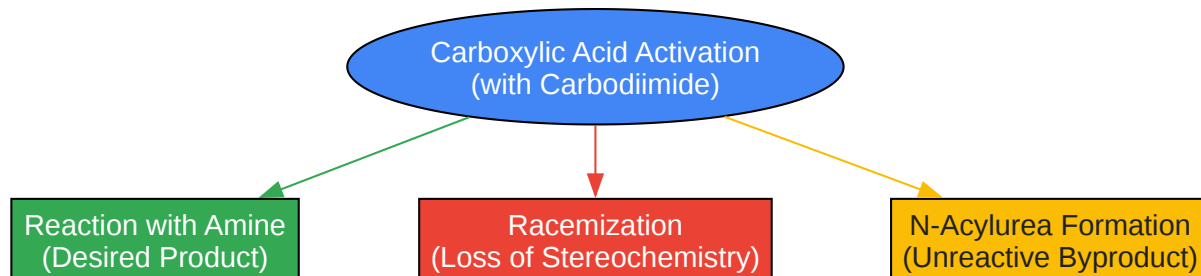 Carboxylic Acid Activation
(with Carbodiimide)
Reaction with Amine
(Desired Product)
Racemization
(Loss of Stereochemistry)
N-Acylurea Formation
(Unreactive Byproduct)